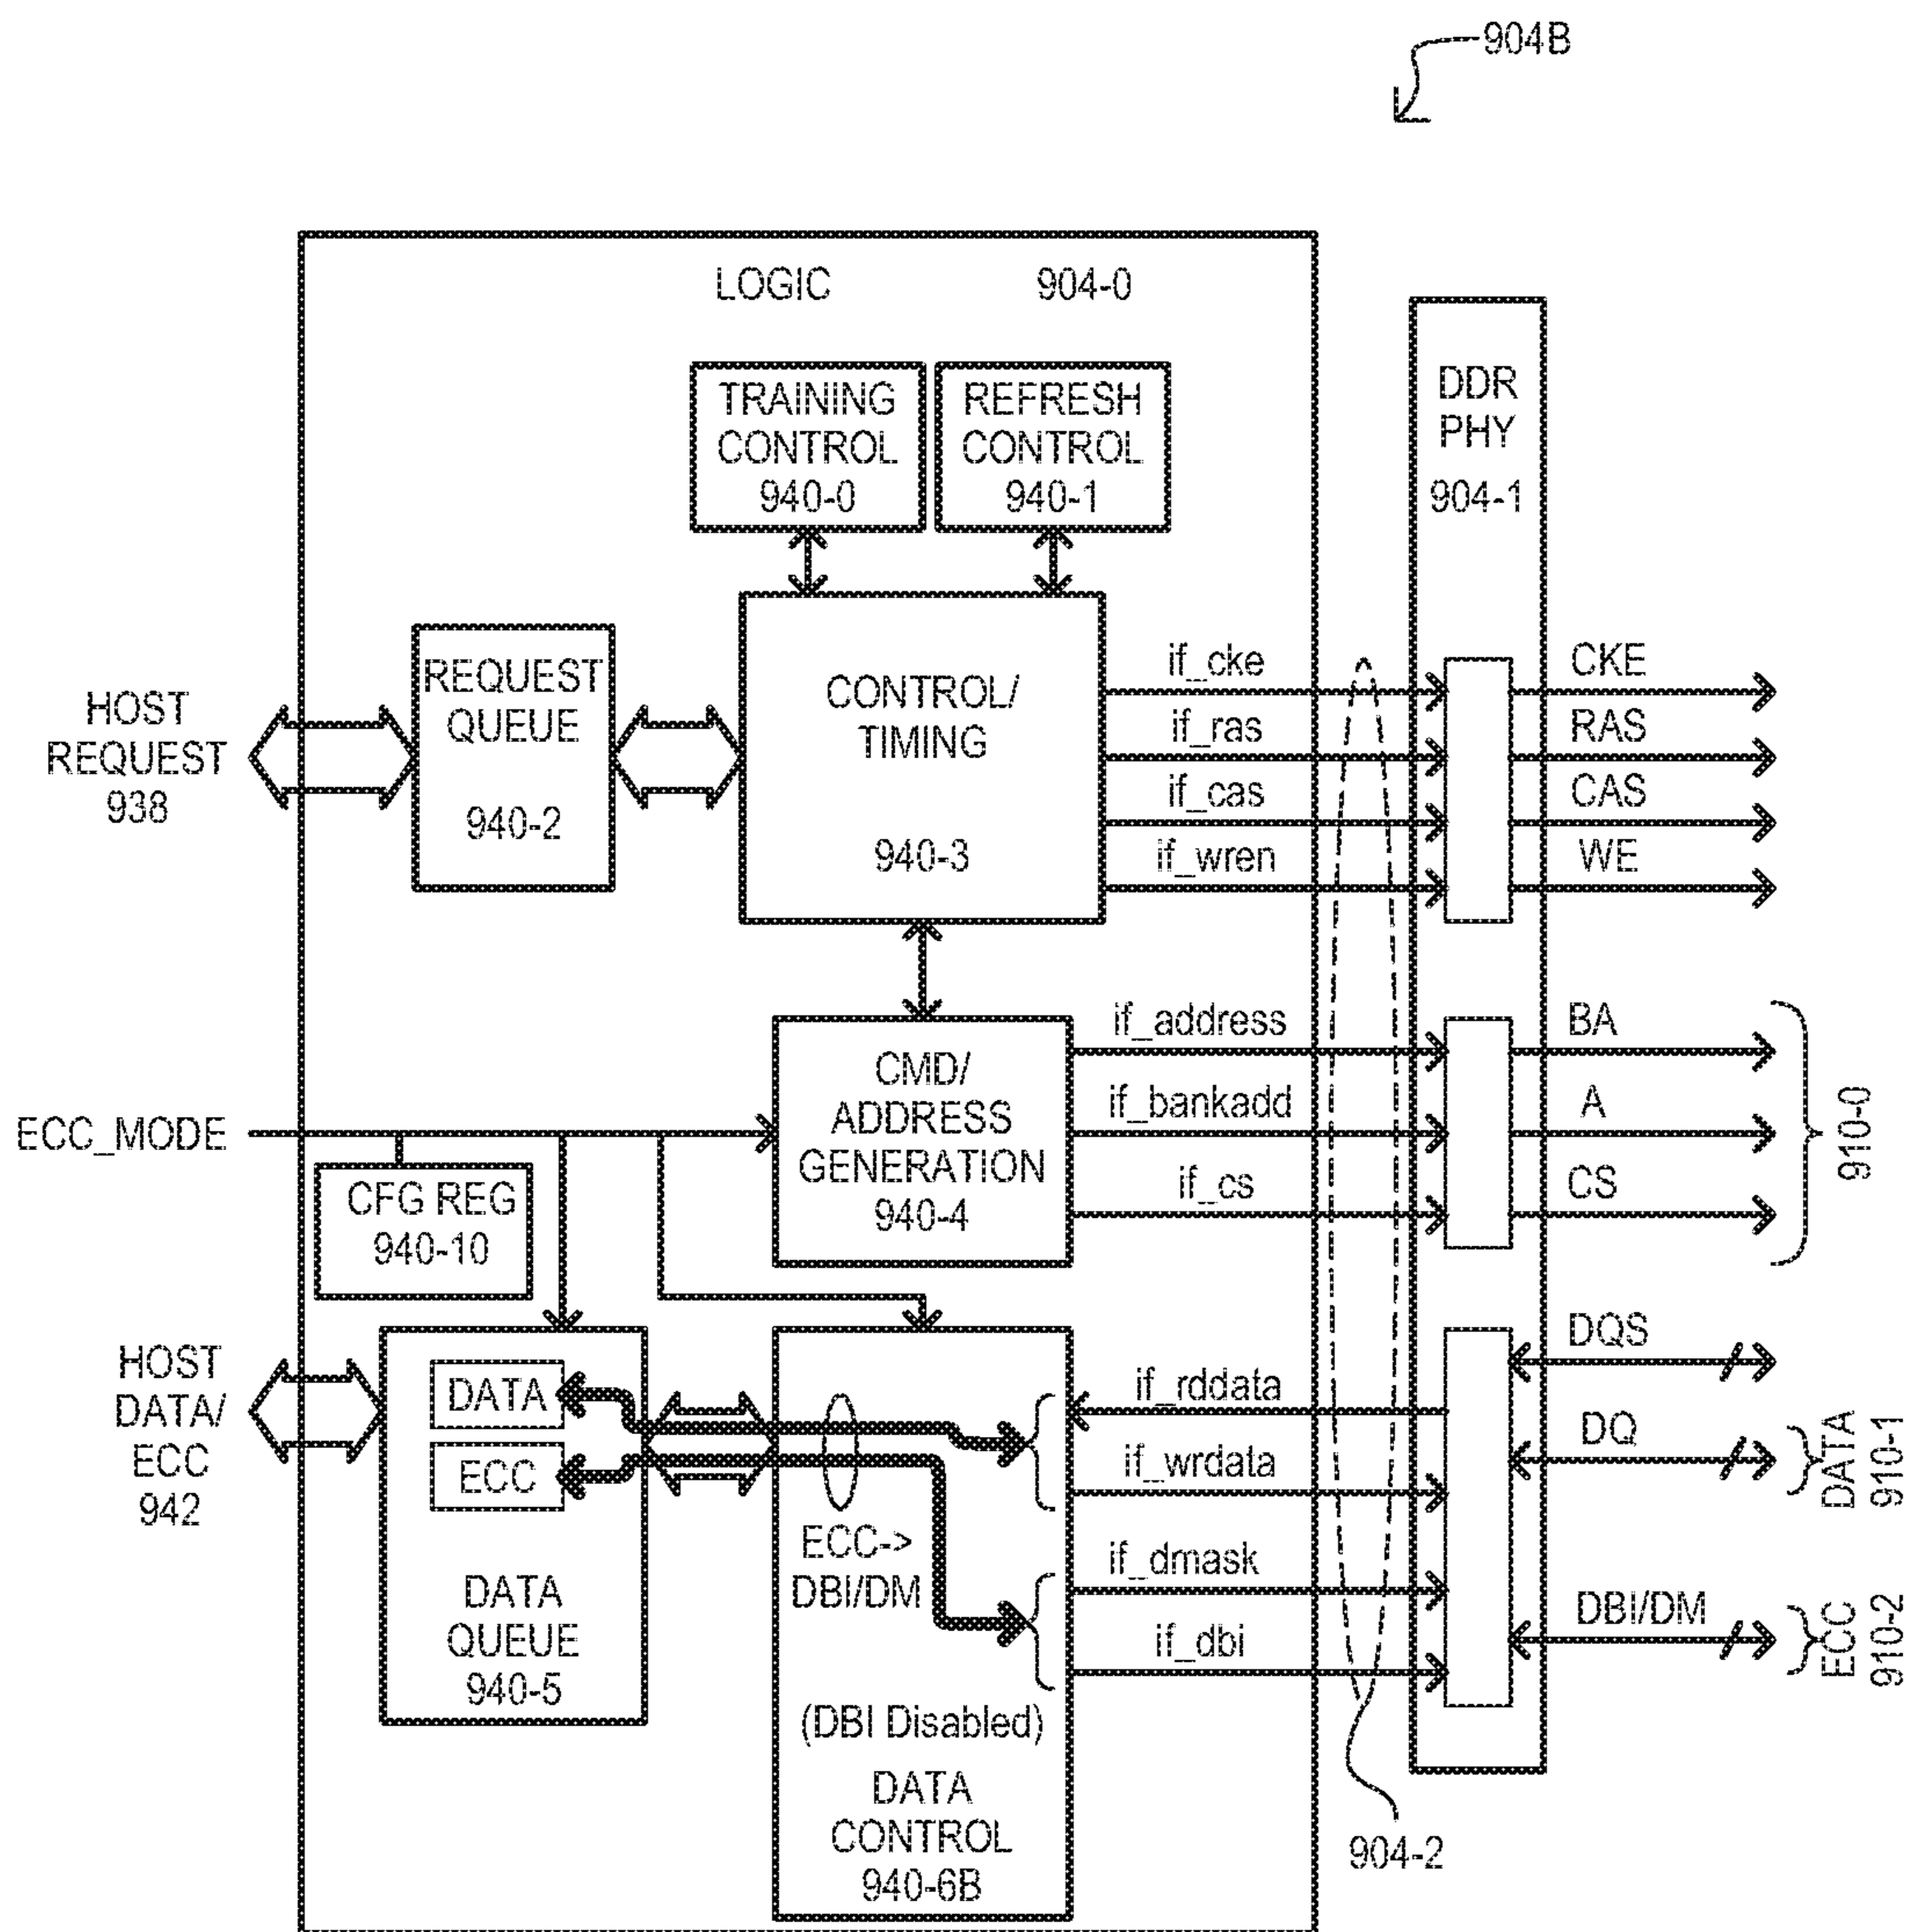 904B
LOGIC 904-0
TRAINING
CONTROL
940-0
REFRESH
CONTROL
940-1
DDR
PHY
904-1
HOST
REQUEST
938
REQUEST
QUEUE
940-2
CONTROL/
TIMING
940-3
if_cke
if_ras
if_cas
if_wren
CKE
RAS
CAS
WE
ECC_MODE
CFG REG
940-10
CMD/
ADDRESS
GENERATION
940-4
if_address
if_bankadd
if_cs
BA
A
CS
910-0
HOST
DATA/
ECC
942
DATA
ECC
DATA
QUEUE
940-5
ECC->
DBI/DM
(DBI Disabled)
DATA
CONTROL
940-6B
if_rddata
if_wrdata
if_dmask
if_dbi
DQS
DQ
DBI/DM
DATA
910-1
ECC
910-2
904-2